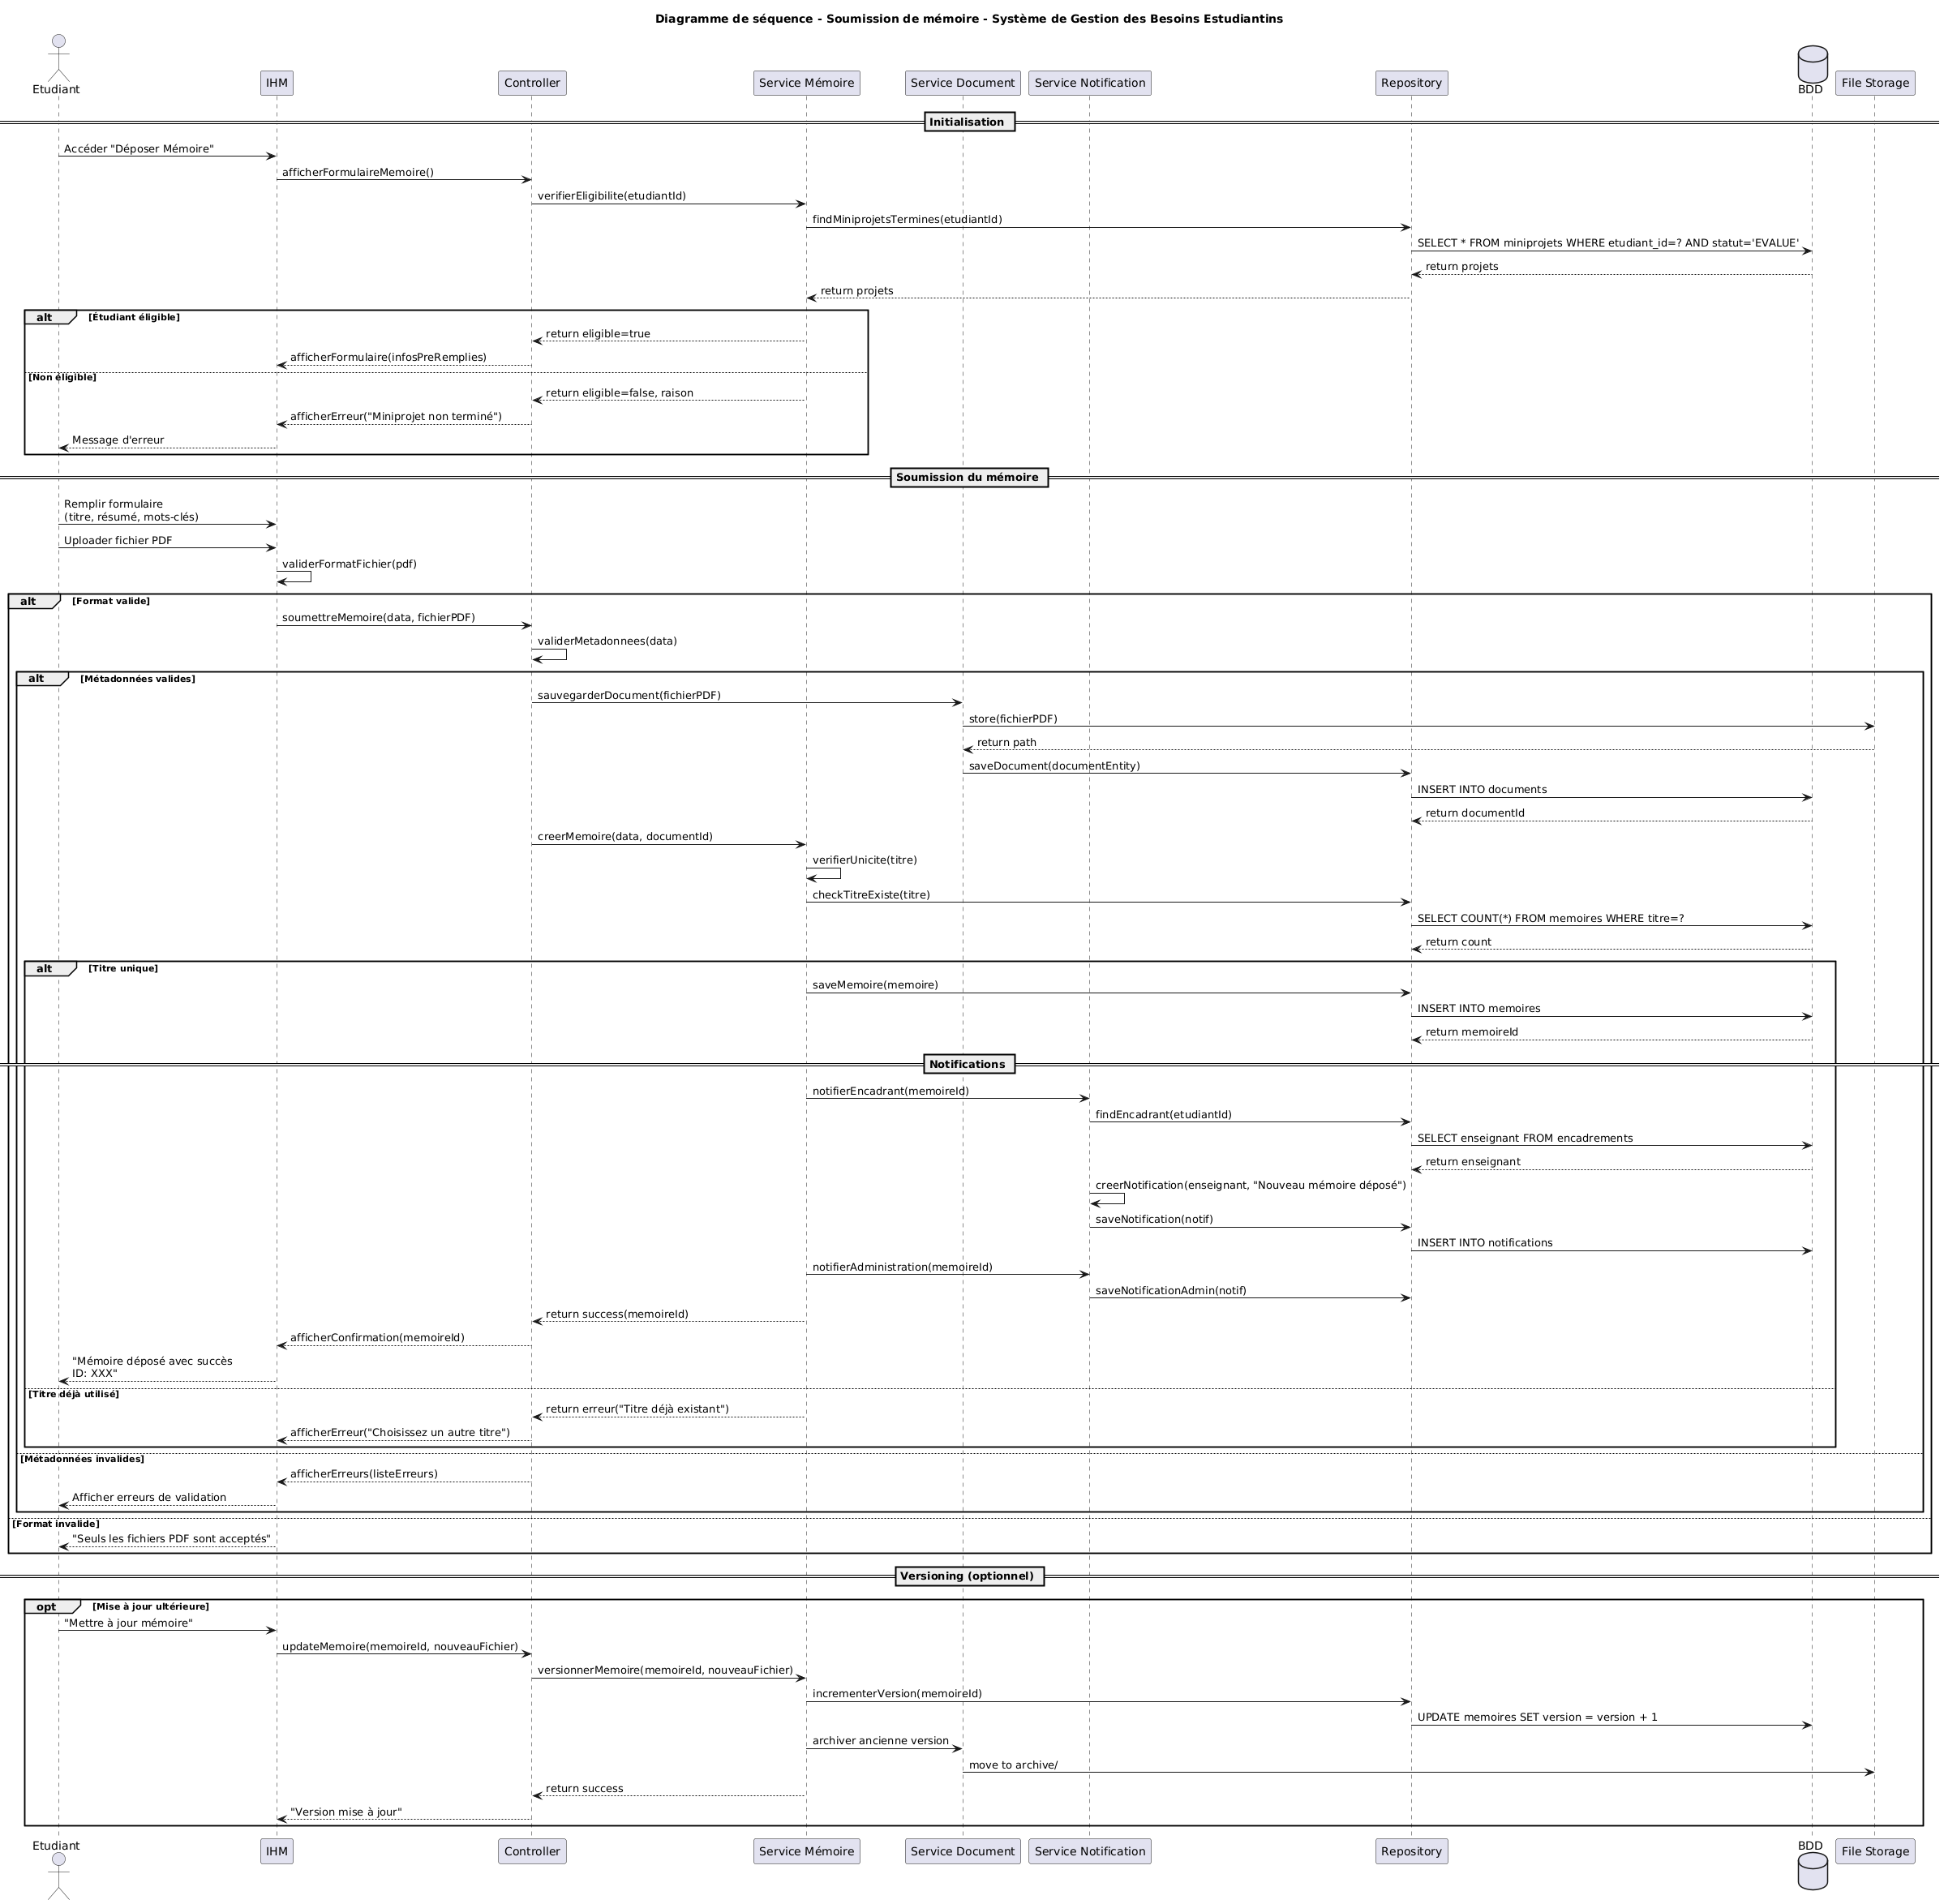 Diagramme de séquence - Soumission de mémoire - Système de Gestion des Besoins Estudiantins
Etudiant
IHM
Controller
Service Mémoire
Service Document
Service Notification
Repository
BDD
File Storage
Initialisation
Accéder "Déposer Mémoire"
afficherFormulaireMemoire()
verifierEligibilite(etudiantId)
findMiniprojetsTermines(etudiantId)
SELECT * FROM miniprojets WHERE etudiant_id=? AND statut='EVALUE'
return projets
return projets
alt [Étudiant éligible]
return eligible=true
afficherFormulaire(infosPreRemplies)
[Non éligible]
return eligible=false, raison
afficherErreur("Miniprojet non terminé")
Message d'erreur
Soumission du mémoire
Remplir formulaire
(titre, résumé, mots-clés)
Uploader fichier PDF
validerFormatFichier(pdf)
alt [Format valide]
soumettreMemoire(data, fichierPDF)
validerMetadonnees(data)
alt [Métadonnées valides]
sauvegarderDocument(fichierPDF)
store(fichierPDF)
return path
saveDocument(documentEntity)
INSERT INTO documents
return documentId
creerMemoire(data, documentId)
verifierUnicite(titre)
checkTitreExiste(titre)
SELECT COUNT(*) FROM memoires WHERE titre=?
return count
alt [Titre unique]
saveMemoire(memoire)
INSERT INTO memoires
return memoireId
Notifications
notifierEncadrant(memoireId)
findEncadrant(etudiantId)
SELECT enseignant FROM encadrements
return enseignant
creerNotification(enseignant, "Nouveau mémoire déposé")
saveNotification(notif)
INSERT INTO notifications
notifierAdministration(memoireId)
saveNotificationAdmin(notif)
return success(memoireId)
afficherConfirmation(memoireId)
"Mémoire déposé avec succès
ID: XXX"
[Titre déjà utilisé]
return erreur("Titre déjà existant")
afficherErreur("Choisissez un autre titre")
[Métadonnées invalides]
afficherErreurs(listeErreurs)
Afficher erreurs de validation
[Format invalide]
"Seuls les fichiers PDF sont acceptés"
Versioning (optionnel)
opt [Mise à jour ultérieure]
"Mettre à jour mémoire"
updateMemoire(memoireId, nouveauFichier)
versionnerMemoire(memoireId, nouveauFichier)
incrementerVersion(memoireId)
UPDATE memoires SET version = version + 1
archiver ancienne version
move to archive/
return success
"Version mise à jour"
Etudiant
IHM
Controller
Service Mémoire
Service Document
Service Notification
Repository
BDD
File Storage